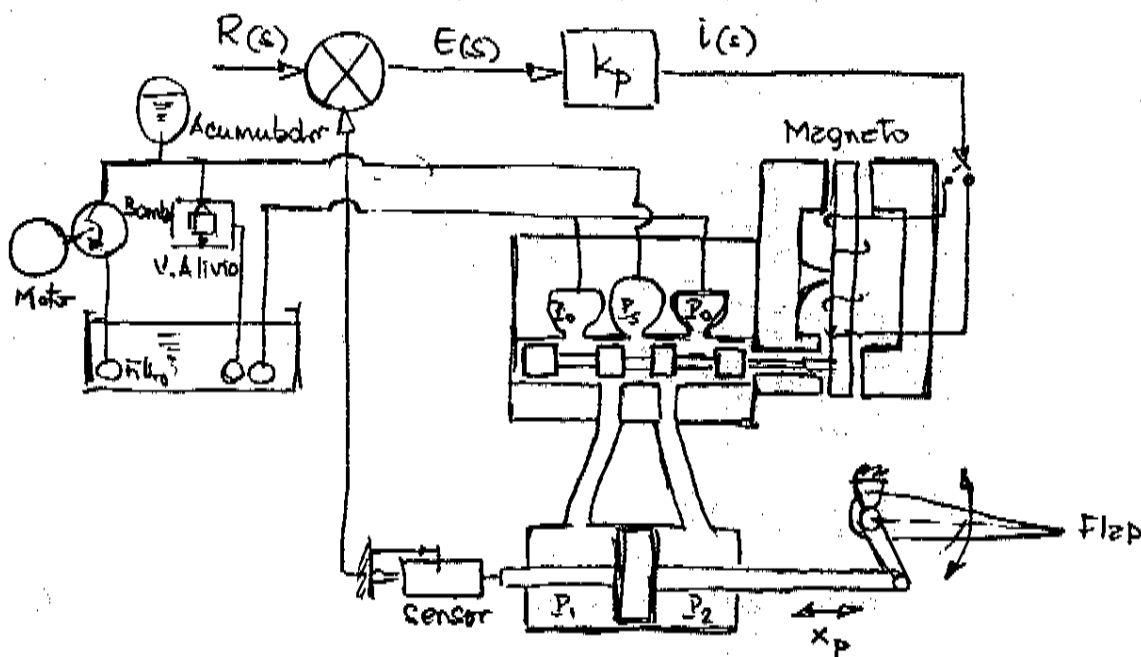 R(s)
E(s)
Kp
i(s)
Acumulador
Magneto
Bomba
V. Alivio
Motor
Po
Ps
Po
Filtro
Flap
Sensor
P1
P2
xp